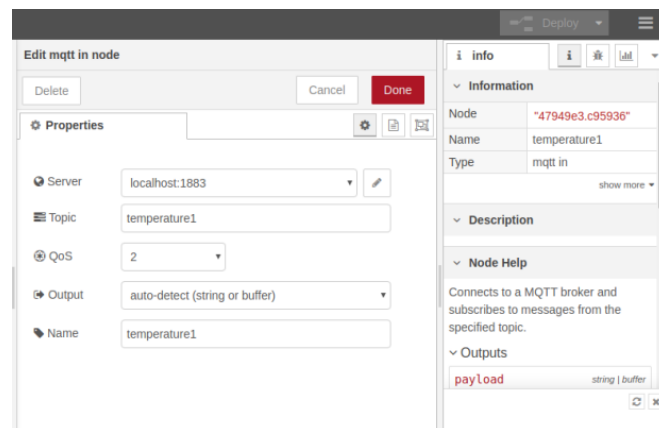 Deploy
Edit mqtt in node
Delete
Cancel
Done
Properties
Server
localhost:1883
Topic
temperature1
QoS
2
Output
auto-detect (string or buffer)
Name
temperature1
i info
i
Information
Node "47949e3.c95936"
Name temperature1
Type mqtt in
show more
Description
Node Help
Connects to a MQTT broker and
subscribes to messages from the
specified topic.
Outputs
payload string | buffer